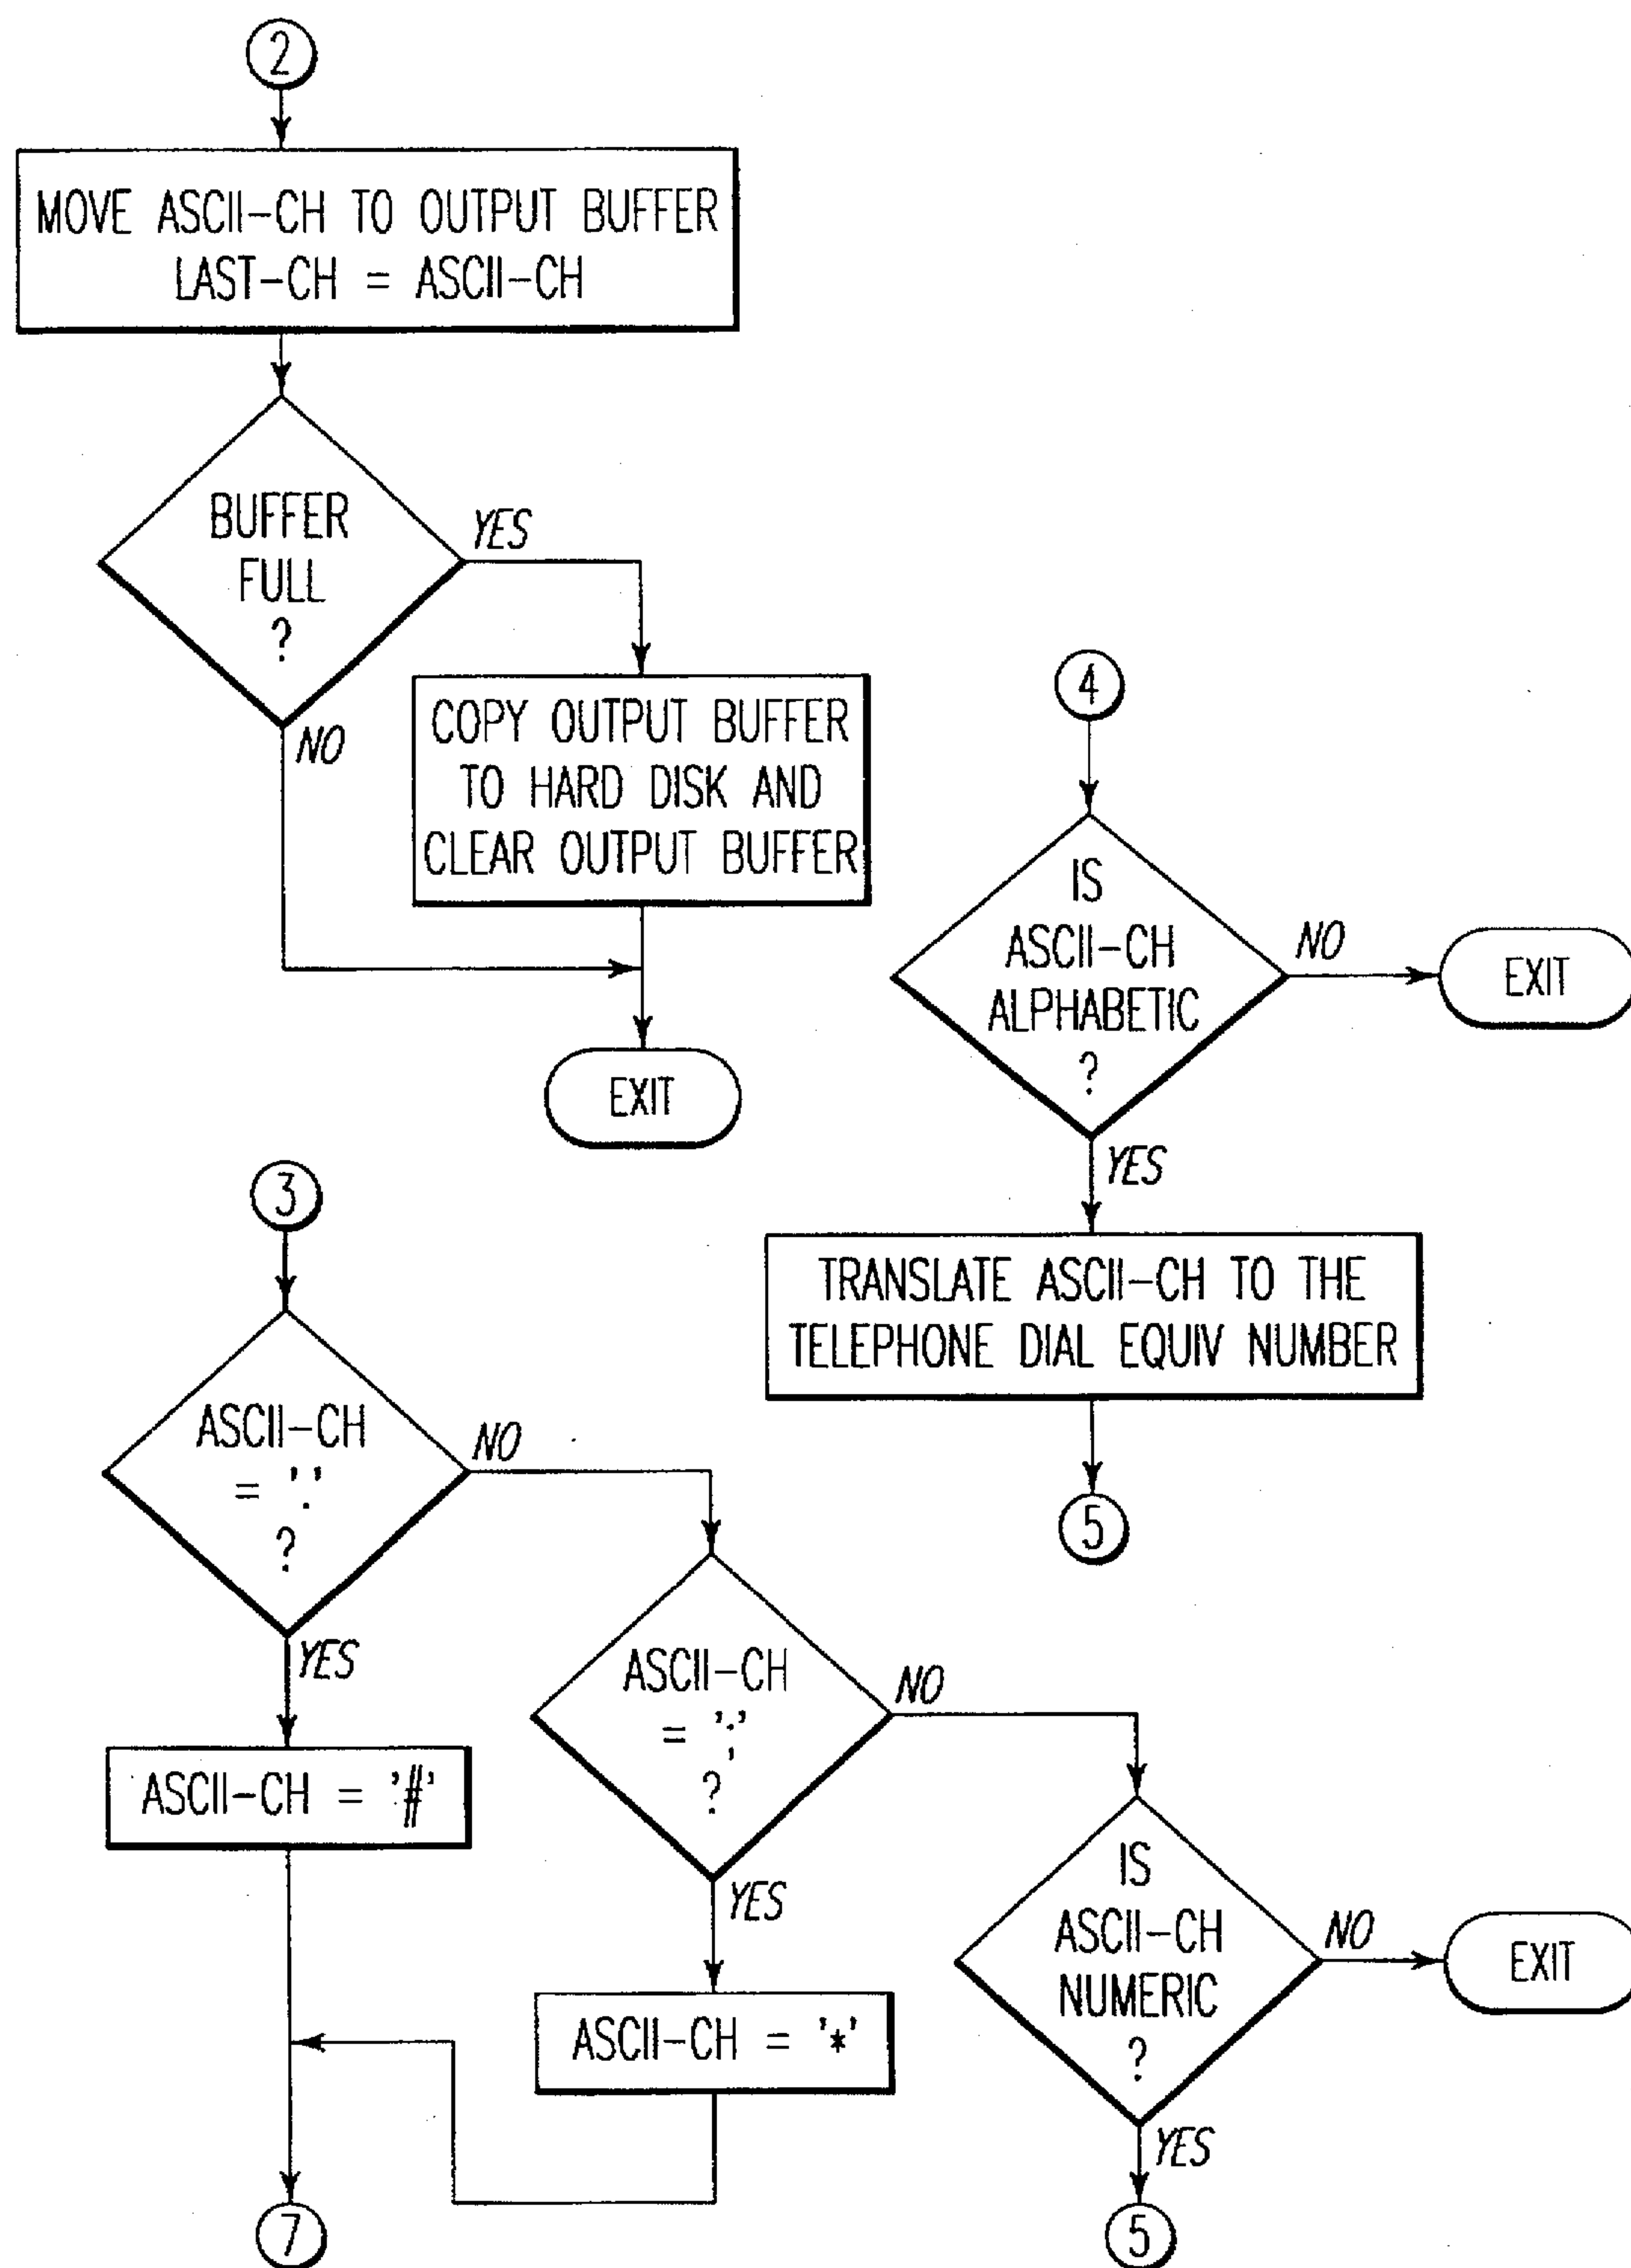 2
MOVE ASCII-CH TO OUTPUT BUFFER
LAST-CH = ASCII-CH
BUFFER
FULL
?
YES
NO
COPY OUTPUT BUFFER
TO HARD DISK AND
CLEAR OUTPUT BUFFER
EXIT
4
IS
ASCII-CH
ALPHABETIC
?
NO
EXIT
YES
TRANSLATE ASCII-CH TO THE
TELEPHONE DIAL EQUIV NUMBER
5
3
ASCII-CH
= '.'
?
NO
YES
ASCII-CH = '#'
ASCII-CH
= ';'
?
NO
YES
ASCII-CH = '*'
7
IS
ASCII-CH
NUMERIC
?
NO
EXIT
YES
5